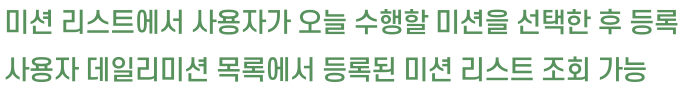 미션 리스트에서 사용자가 오늘 수행할 미션을 선택한 후 등록
사용자 데일리미션 목록에서 등록된 미션 리스트 조회 가능